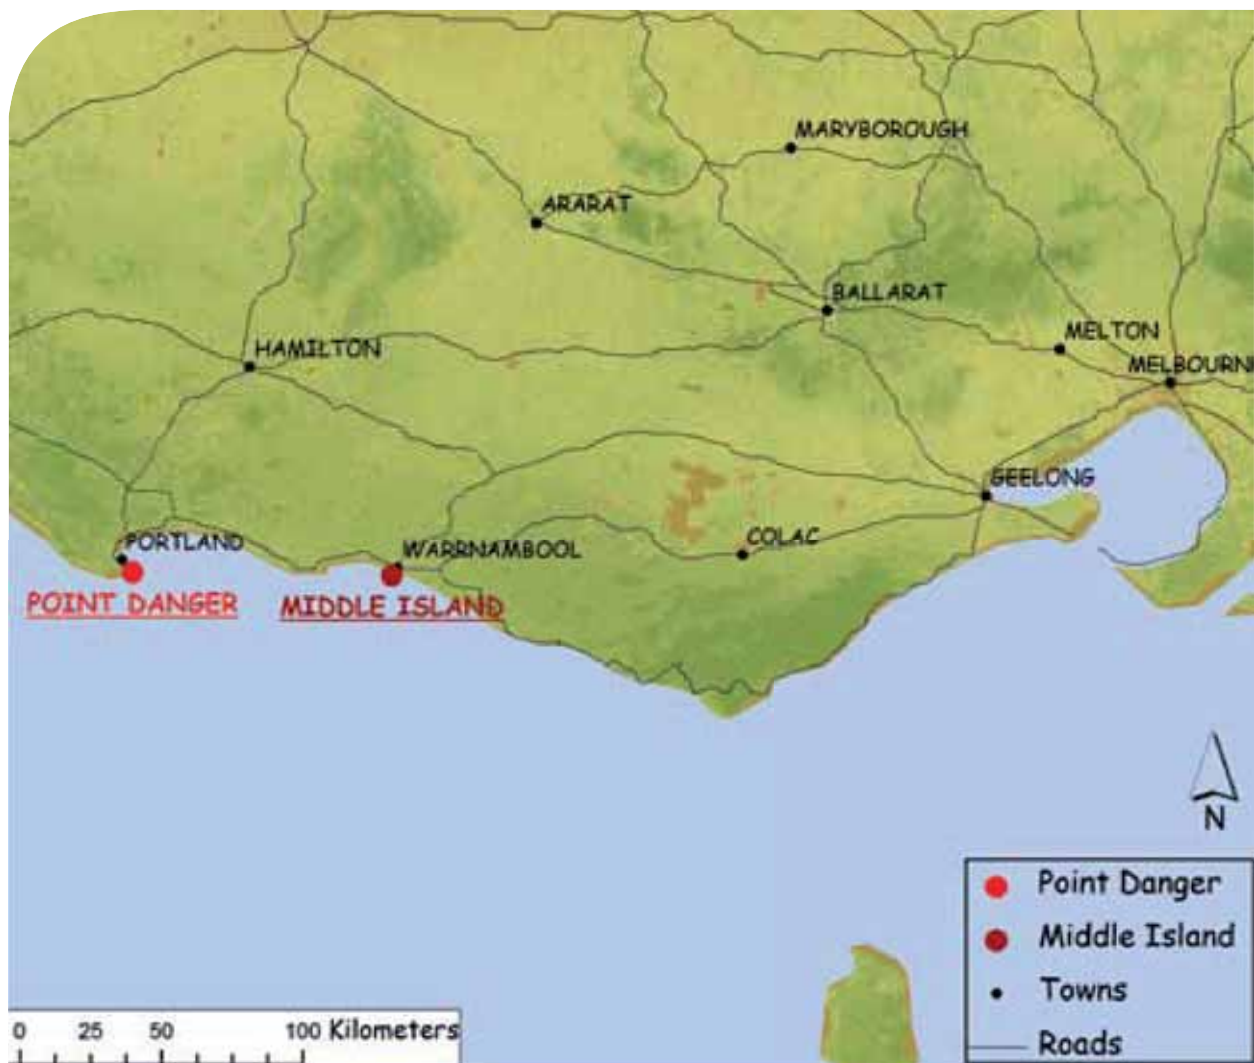 MARYBOROUGH
ARARAT
BALLARAT
HAMILTON
MELTON
MELBOURNE
GEELONG
PORTLAND
WARRNAMBOOL
COLAC
POINT DANGER
MIDDLE ISLAND
N
Point Danger
Middle Island
Towns
Roads
0 25 50 100 Kilometers